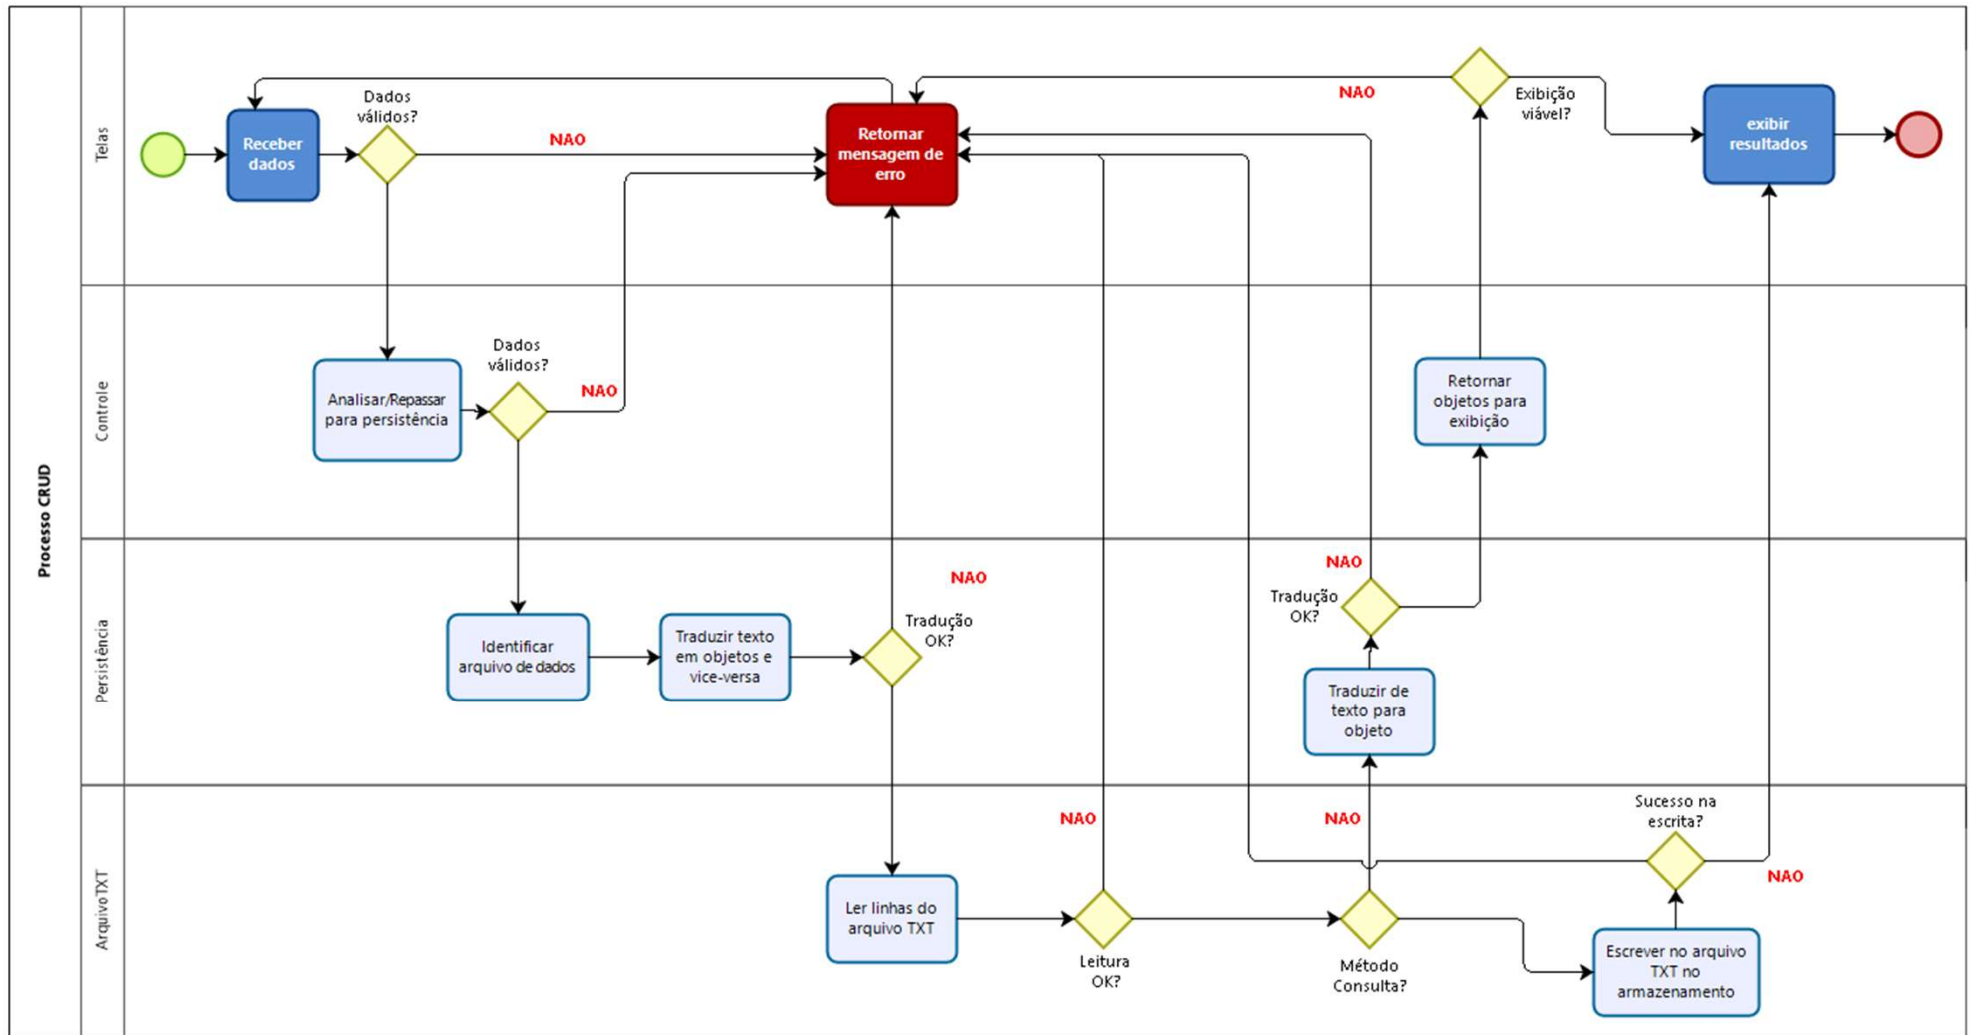 Processo CRUD
Telas
Receber
dados
Dados
válidos?
NAO
Retornar
mensagem de
erro
NAO
Exibição
viável?
exibir
resultados
Controle
Analisar/Repassar
para persistência
Dados
válidos?
NAO
Retornar
objetos para
exibição
Persistência
Identificar
arquivo de dados
Traduzir texto
em objetos e
vice-versa
NAO
Tradução
OK?
NAO
Tradução
OK?
Traduzir de
texto para
objeto
ArquivoTXT
Ler linhas do
arquivo TXT
NAO
Leitura
OK?
NAO
Método
Consulta?
Sucesso na
escrita?
NAO
Escrever no arquivo
TXT no
armazenamento